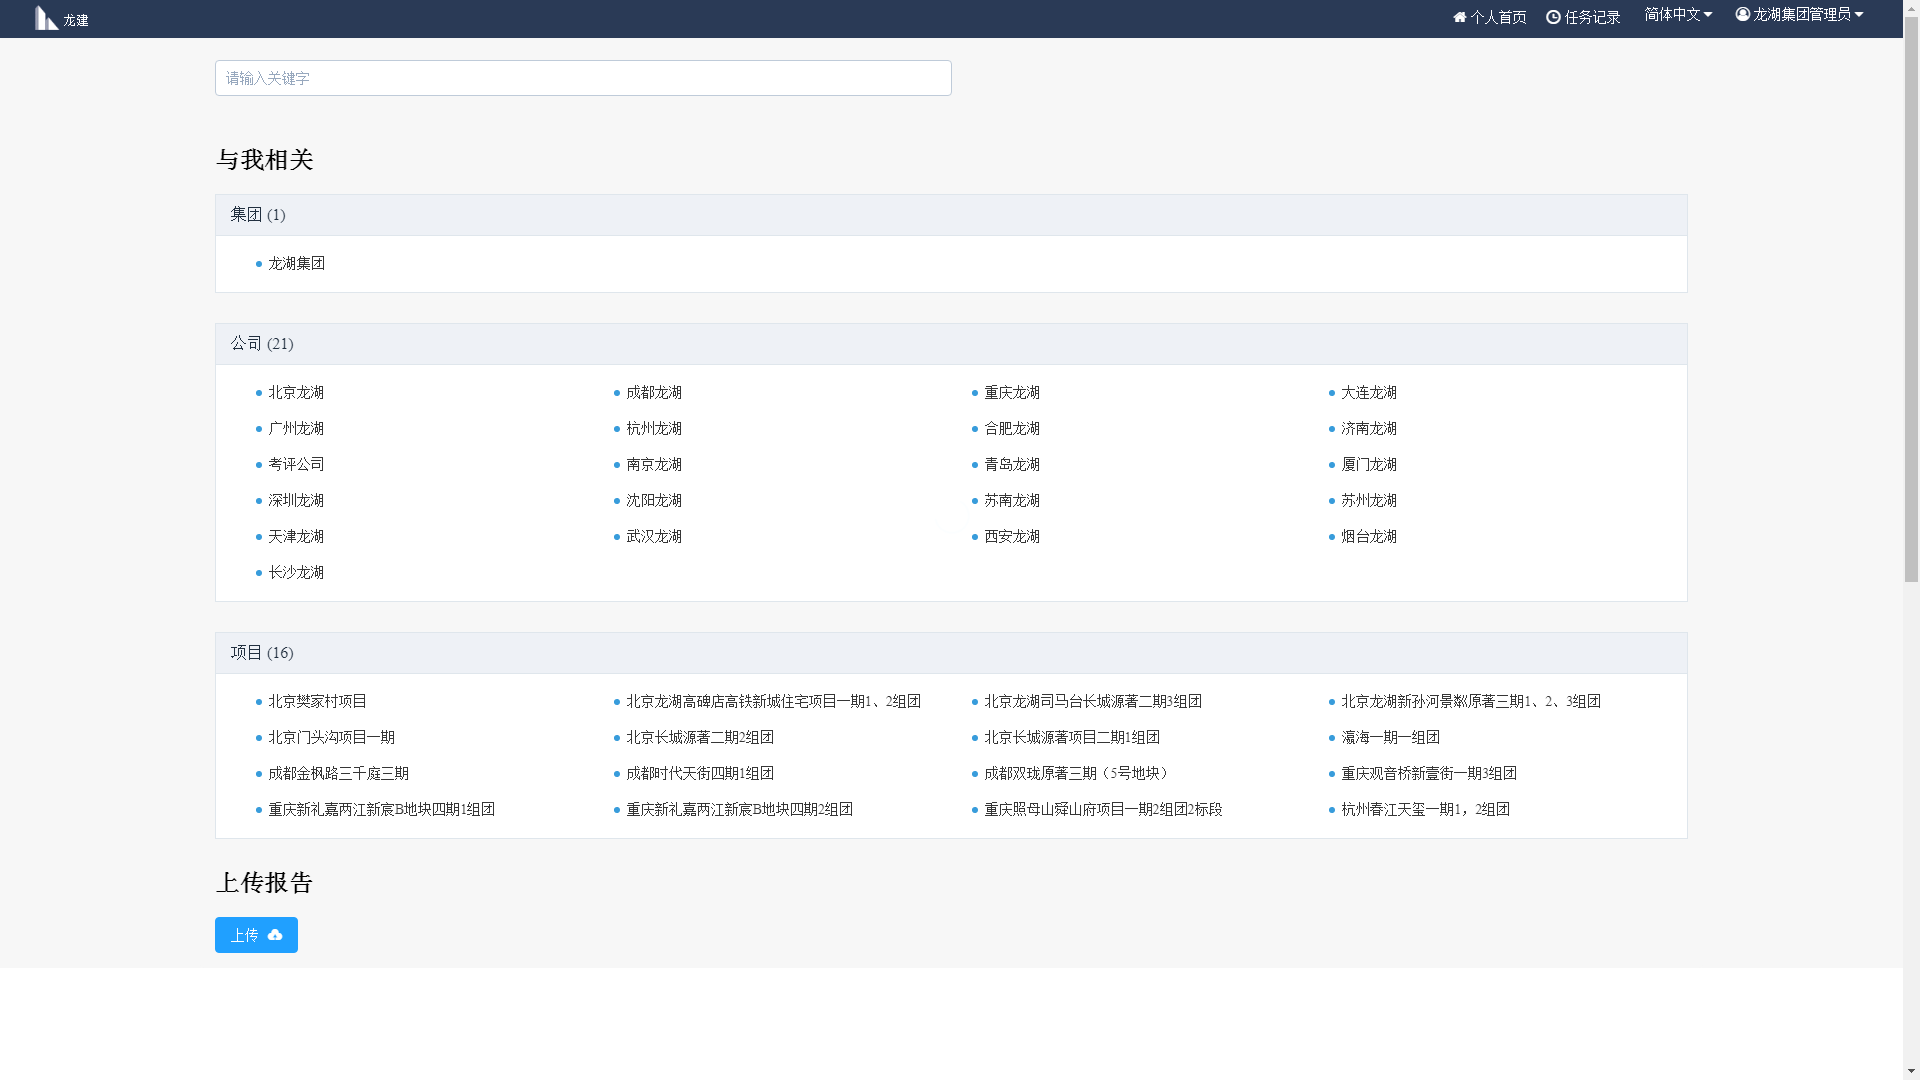 龙建
个人首页 任务记录 简体中文 龙湖集团管理员
请输入关键字
与我相关
集团 (1)
龙湖集团
公司 (21)
北京龙湖 成都龙湖 重庆龙湖 大连龙湖
广州龙湖 杭州龙湖 合肥龙湖 济南龙湖
考评公司 南京龙湖 青岛龙湖 厦门龙湖
深圳龙湖 沈阳龙湖 苏南龙湖 苏州龙湖
天津龙湖 武汉龙湖 西安龙湖 烟台龙湖
长沙龙湖
项目 (16)
北京樊家村项目 北京龙湖高碑店高铁新城住宅项目一期1、2组团 北京龙湖司马台长城源著二期3组团 北京龙湖新孙河景粼原著三期1、2、3组团
北京门头沟项目一期 北京长城源著二期2组团 北京长城源著项目二期1组团 瀛海一期一组团
成都金枫路三千庭三期 成都时代天街四期1组团 成都双珑原著三期（5号地块） 重庆观音桥新壹街一期3组团
重庆新礼嘉两江新宸B地块四期1组团 重庆新礼嘉两江新宸B地块四期2组团 重庆照母山舜山府项目一期2组团2标段 杭州春江天玺一期1，2组团
上传报告
上传